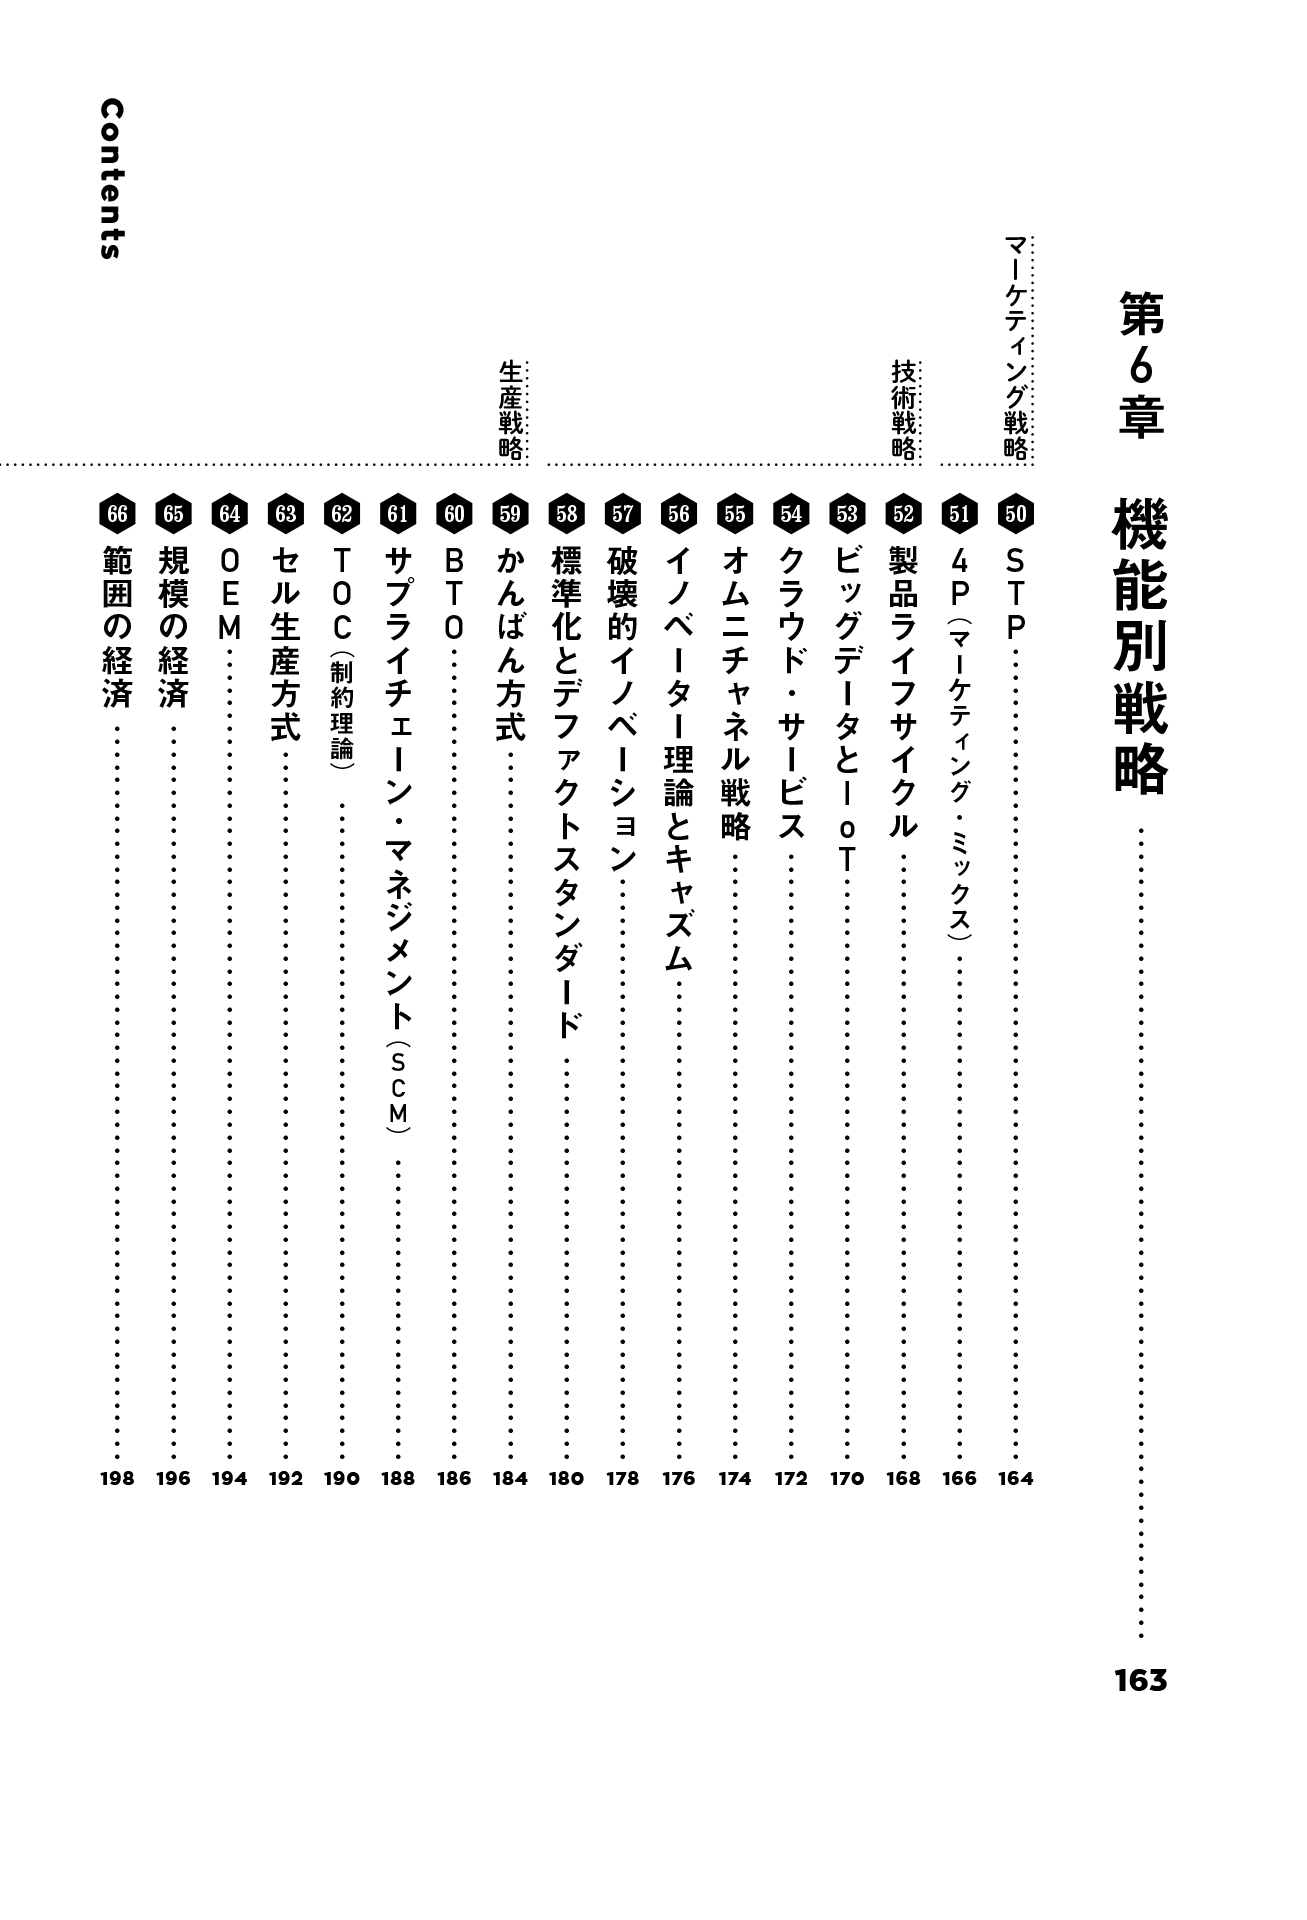 第6章 機能別戦略 163
マーケティング戦略
50 STP 164
51 4P(マーケティング・ミックス) 166
技術戦略
52 製品ライフサイクル 168
53 ビッグデータとIoT 170
54 クラウド・サービス 172
55 オムニチャネル戦略 174
56 イノベーター理論とキャズム 176
57 破壊的イノベーション 178
58 標準化とデファクトスタンダード 180
生産戦略
59 かんばん方式 184
60 BTO 186
61 サプライチェーン・マネジメント(SCM) 188
62 TOC(制約理論) 190
63 セル生産方式 192
64 OEM 194
65 規模の経済 196
66 範囲の経済 198
Contents